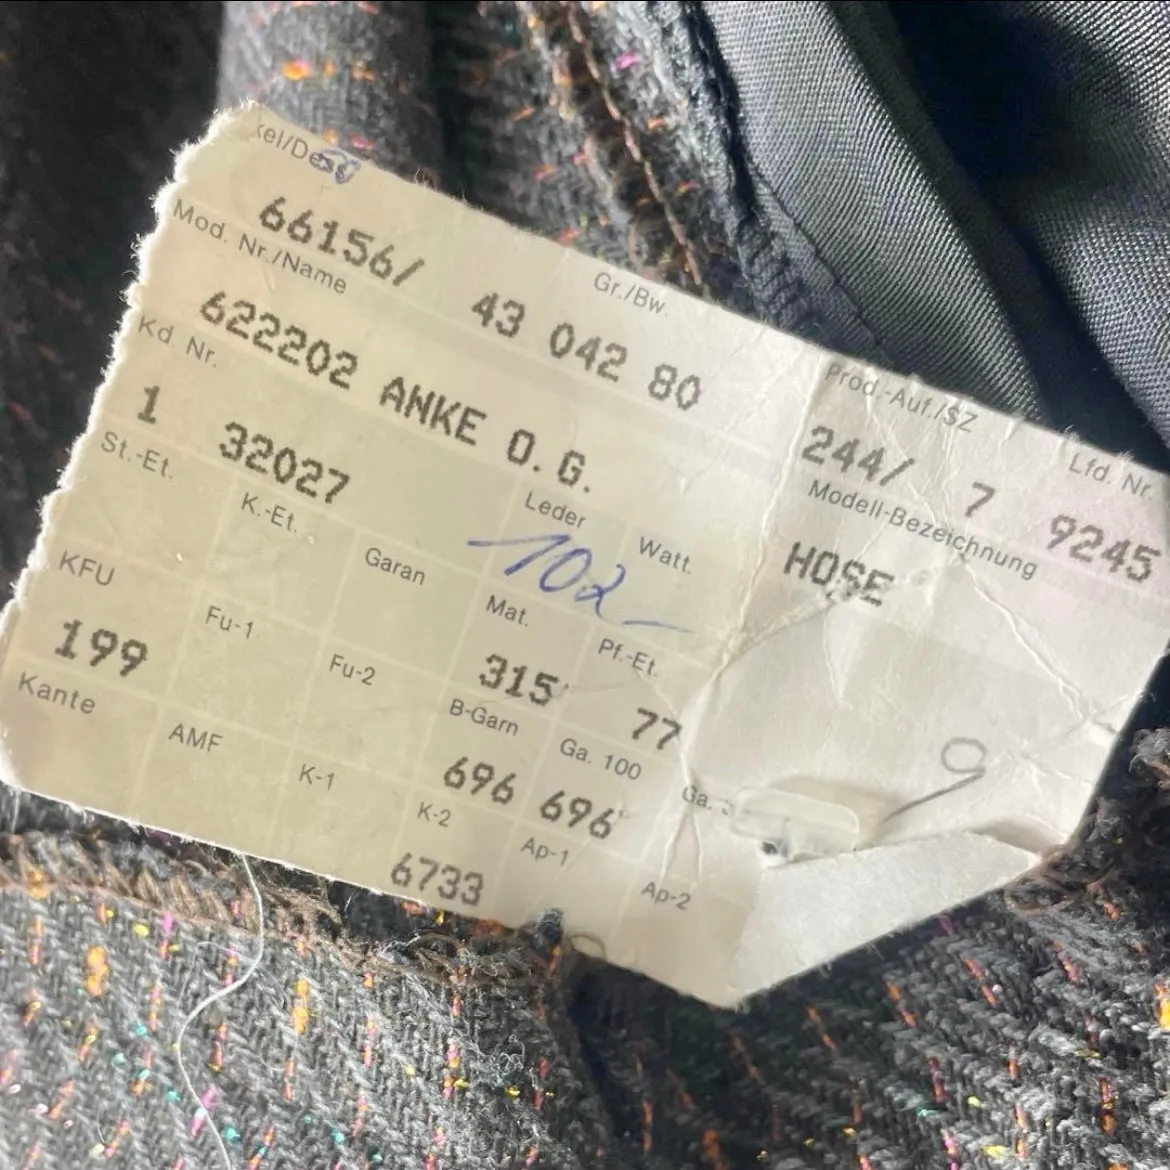 66156/ 43 042 80
Mod. Nr./Name Gr./Bw.
622202 ANKE O.G.
Kd Nr.
1 32027
St.-Et. K.-Et. Garan Leder Watt.
102
KFU Fu-1 Fu-2 Mat. Pf.-Et.
199 315 77
Kante AMF K-1 B-Garn Ga. 100 Ga.
696 696
K-2 Ap-1 Ap-2
6733
Prod.-Auf./SZ Lfd. Nr.
244/ 7 9245
Modell-Bezeichnung
HOSE
9